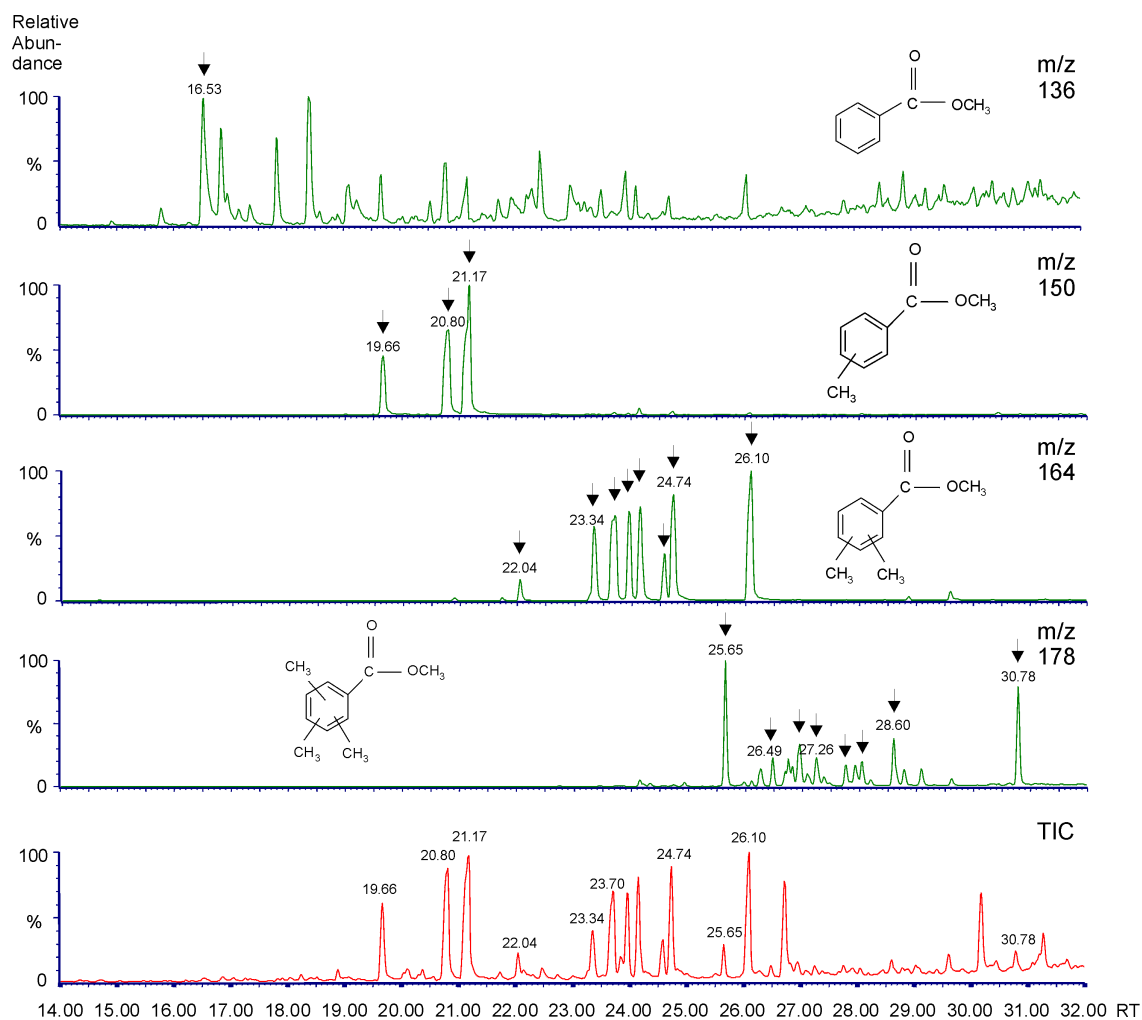 Relative
Abun-
dance
16.53
m/z
136
O
C
OCH3
100
%
0
m/z
150
21.17
20.80
19.66
O
C
OCH3
CH3
100
%
0
m/z
164
26.10
24.74
23.34
22.04
O
C
OCH3
CH3 CH3
100
%
0
m/z
178
25.65
30.78
28.60
26.49 27.26
O
CH3
C
OCH3
CH3 CH3
100
%
0
TIC
26.10
21.17
20.80
24.74
19.66
23.70
23.34
22.04
25.65
30.78
100
%
0
14.00 15.00 16.00 17.00 18.00 19.00 20.00 21.00 22.00 23.00 24.00 25.00 26.00 27.00 28.00 29.00 30.00 31.00 32.00 RT